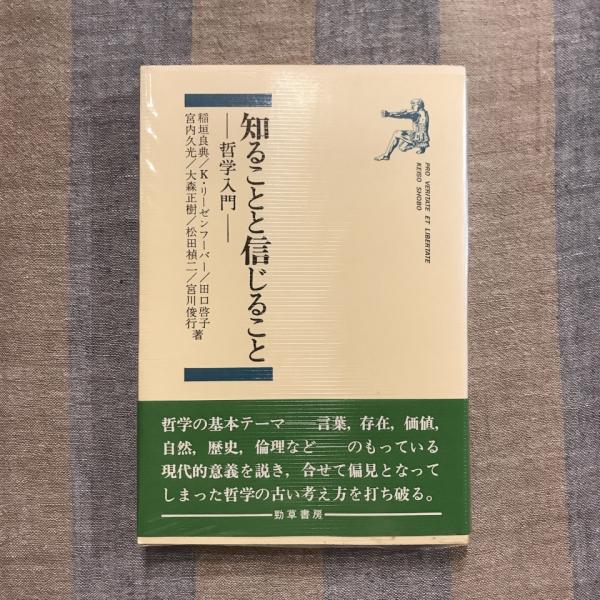 知ることと信じること
――哲学入門――
稲垣良典／K・リーゼンフーバー／田口啓子
宮内久光／大森正樹／松田禎二／宮川俊行著
PRO VERITATE ET LIBERTATE
KEISO SHOBO
哲学の基本テーマ――言葉，存在，価値，
自然，歴史，倫理など――のもっている
現代的意義を説き，合せて偏見となって
しまった哲学の古い考え方を打ち破る。
勁草書房